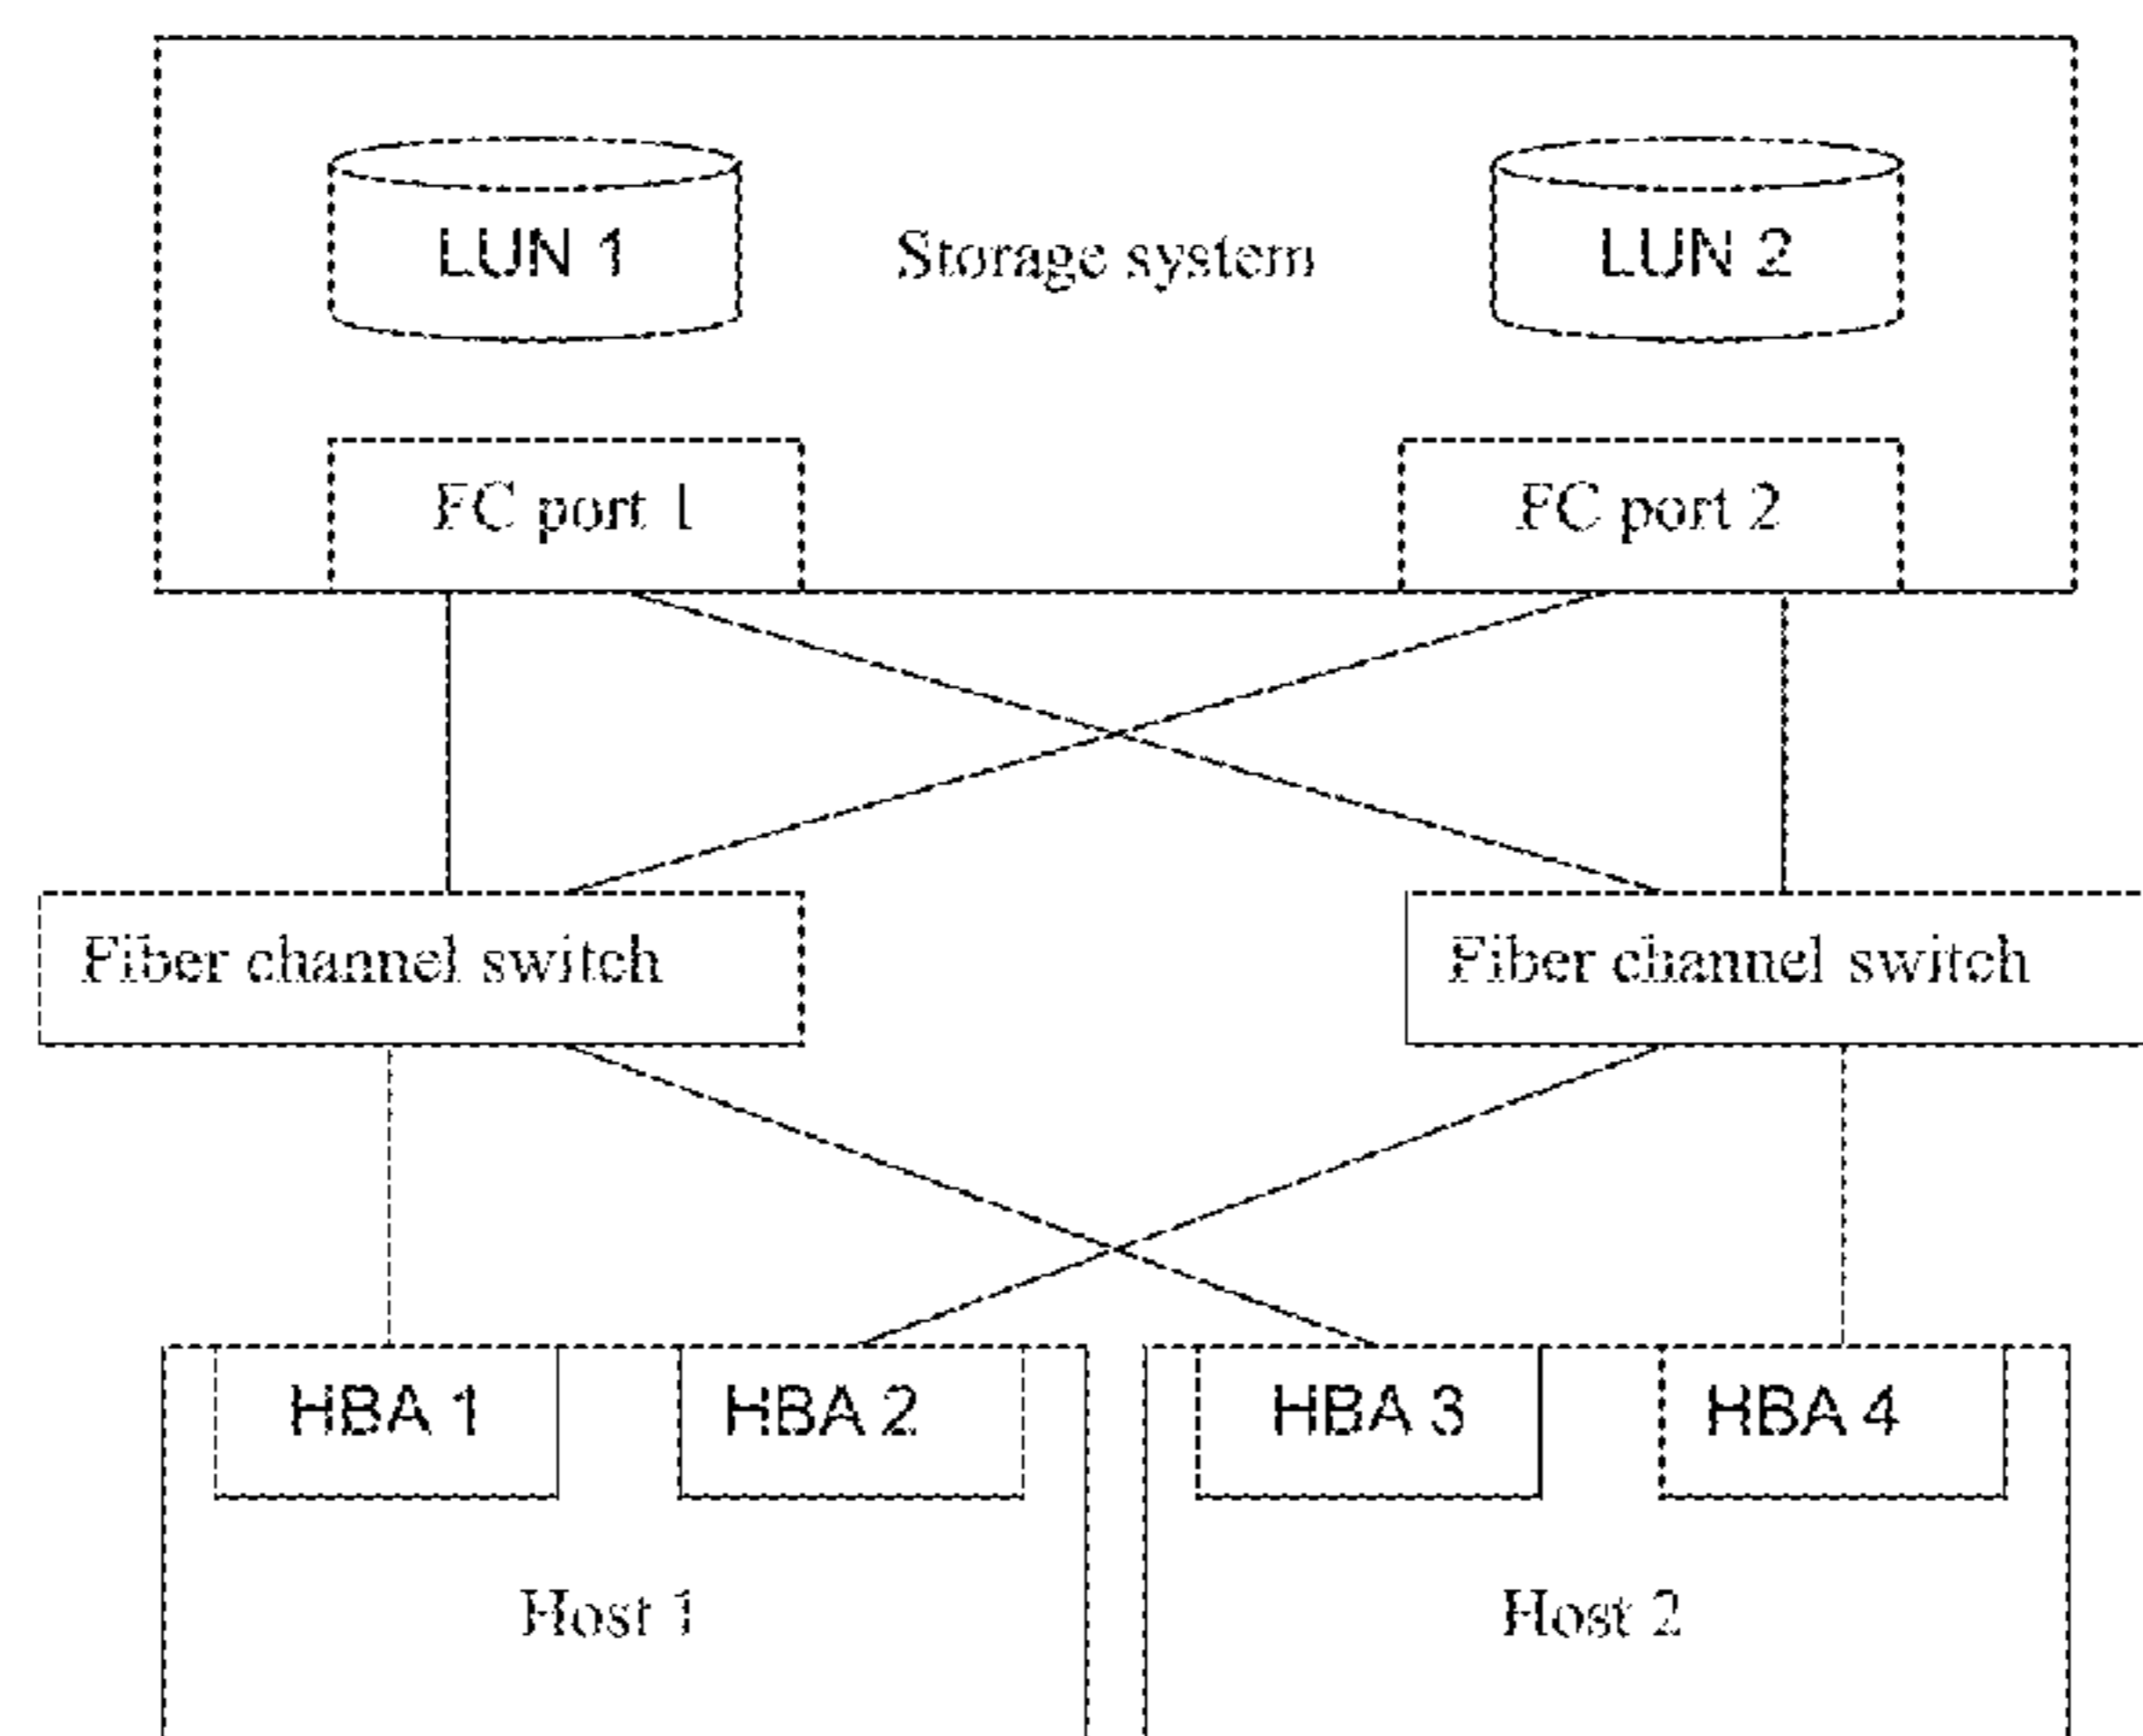 LUN 1
Storage system
LUN 2
FC port 1
FC port 2
Fiber channel switch
Fiber channel switch
HBA 1
HBA 2
HBA 3
HBA 4
Host 1
Host 2